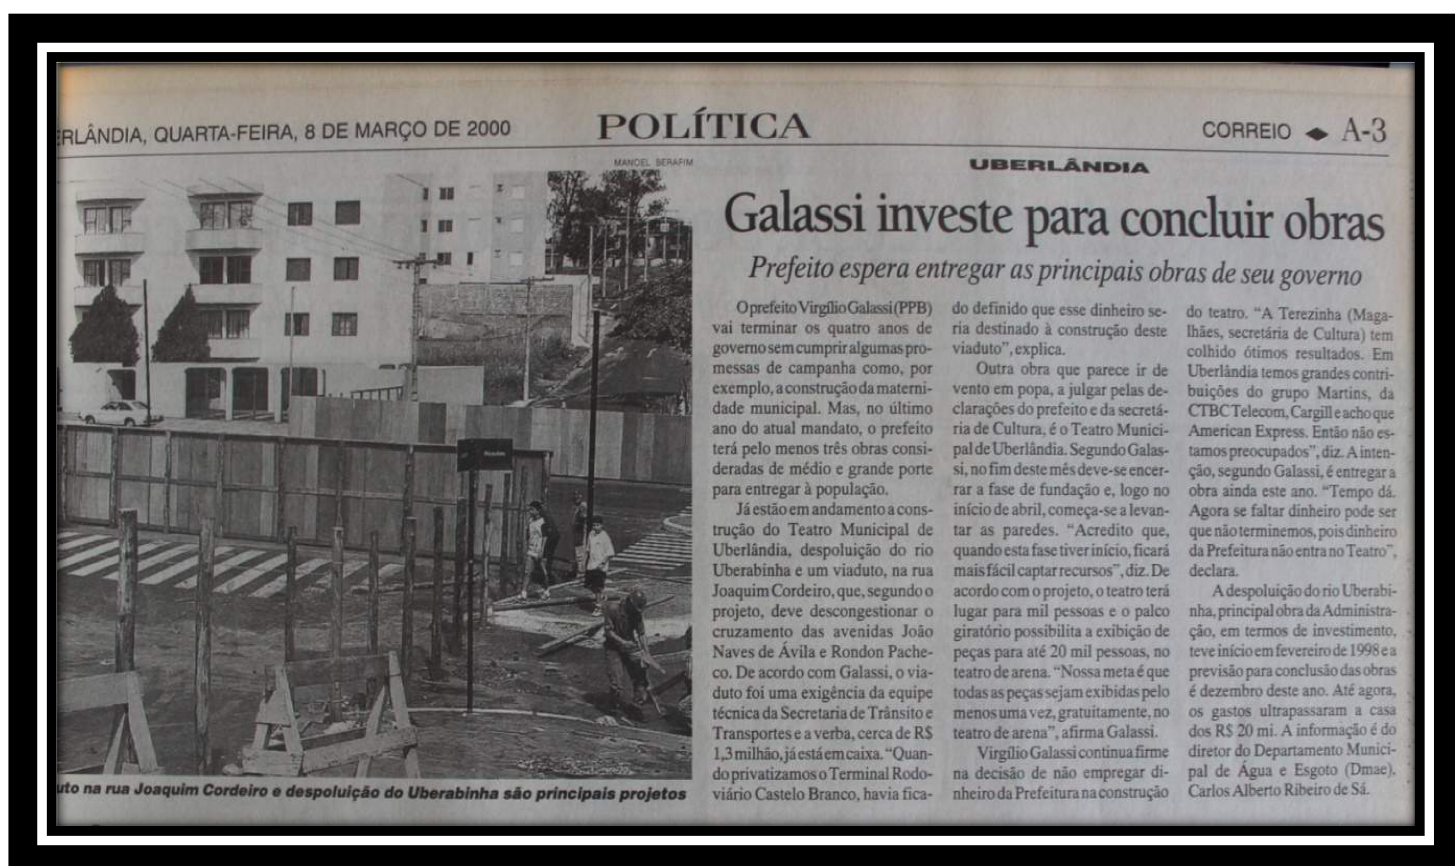 ERLÂNDIA, QUARTA-FEIRA, 8 DE MARÇO DE 2000
POLÍTICA
CORREIO ◆ A-3
MANOEL SERAFIM
uto na rua Joaquim Cordeiro e despoluição do Uberabinha são principais projetos
UBERLÂNDIA
Galassi investe para concluir obras
Prefeito espera entregar as principais obras de seu governo
O prefeito Virgílio Galassi (PPB)
vai terminar os quatro anos de
governo sem cumprir algumas pro-
messas de campanha como, por
exemplo, a construção da materni-
dade municipal. Mas, no último
ano do atual mandato, o prefeito
terá pelo menos três obras consi-
deradas de médio e grande porte
para entregar à população.
Já estão em andamento a cons-
trução do Teatro Municipal de
Uberlândia, despoluição do rio
Uberabinha e um viaduto, na rua
Joaquim Cordeiro, que, segundo o
projeto, deve descongestionar o
cruzamento das avenidas João
Naves de Ávila e Rondon Pache-
co. De acordo com Galassi, o via-
duto foi uma exigência da equipe
técnica da Secretaria de Trânsito e
Transportes e a verba, cerca de R$
1,3 milhão, já está em caixa. “Quan-
do privatizamos o Terminal Rodo-
viário Castelo Branco, havia fica-
do definido que esse dinheiro se-
ria destinado à construção deste
viaduto”, explica.
Outra obra que parece ir de
vento em popa, a julgar pelas de-
clarações do prefeito e da secretá-
ria de Cultura, é o Teatro Munici-
pal de Uberlândia. Segundo Galas-
si, no fim deste mês deve-se encer-
rar a fase de fundação e, logo no
início de abril, começa-se a levan-
tar as paredes. “Acredito que,
quando esta fase tiver início, ficará
mais fácil captar recursos”, diz. De
acordo com o projeto, o teatro terá
lugar para mil pessoas e o palco
giratório possibilita a exibição de
peças para até 20 mil pessoas, no
teatro de arena. “Nossa meta é que
todas as peças sejam exibidas pelo
menos uma vez, gratuitamente, no
teatro de arena”, afirma Galassi.
Virgílio Galassi continua firme
na decisão de não empregar di-
nheiro da Prefeitura na construção
do teatro. “A Terezinha (Maga-
lhães, secretária de Cultura) tem
colhido ótimos resultados. Em
Uberlândia temos grandes contri-
buições do grupo Martins, da
CTBC Telecom, Cargill e acho que
American Express. Então não es-
tamos preocupados”, diz. A inten-
ção, segundo Galassi, é entregar a
obra ainda este ano. “Tempo dá.
Agora se faltar dinheiro pode ser
que não terminemos, pois dinheiro
da Prefeitura não entra no Teatro”,
declara.
A despoluição do rio Uberabi-
nha, principal obra da Administra-
ção, em termos de investimento,
teve início em fevereiro de 1998 e a
previsão para conclusão das obras
é dezembro deste ano. Até agora,
os gastos ultrapassaram a casa
dos R$ 20 mi. A informação é do
diretor do Departamento Munici-
pal de Água e Esgoto (Dmae),
Carlos Alberto Ribeiro de Sá.